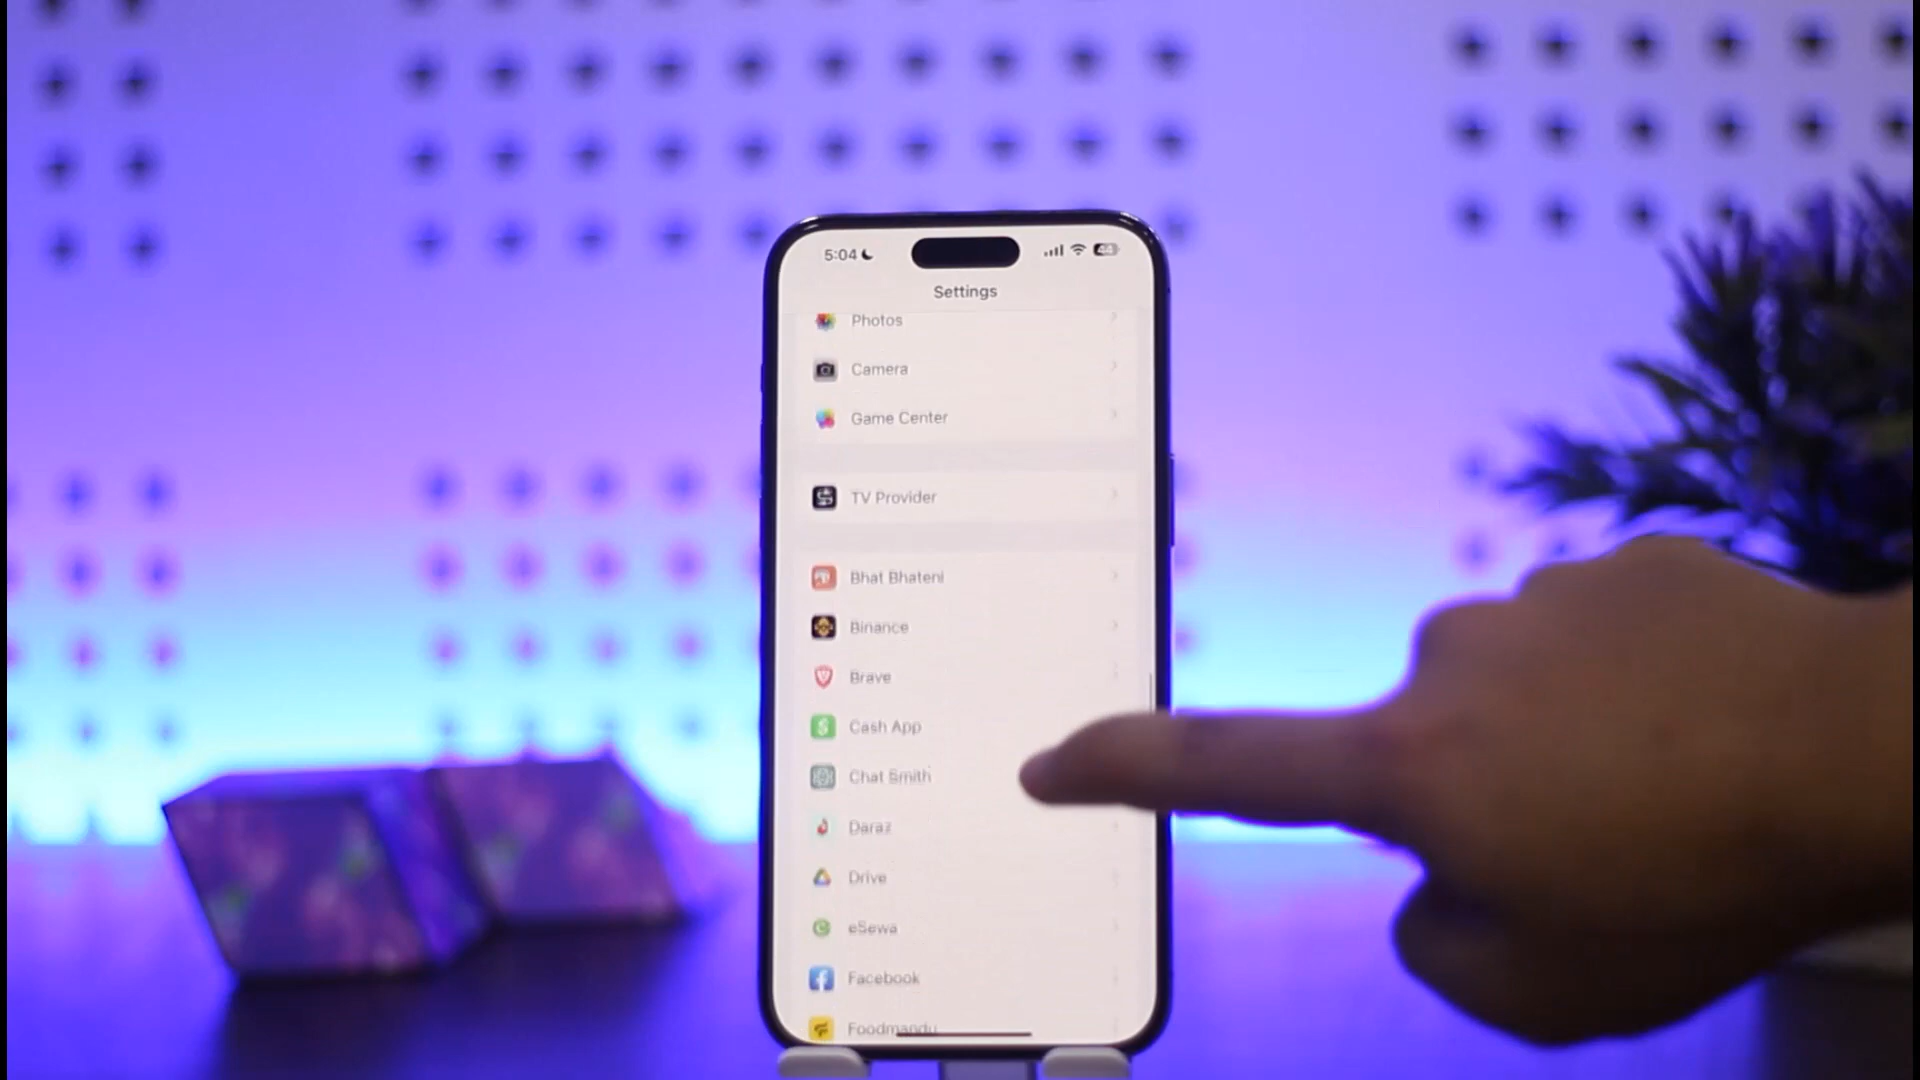 5:04
44
Settings
Photos
Camera
Game Center
TV Provider
Bhat Bhateni
Binance
Brave
Cash App
Chat Smith
Daraz
Drive
eSewa
Facebook
Foodmandu